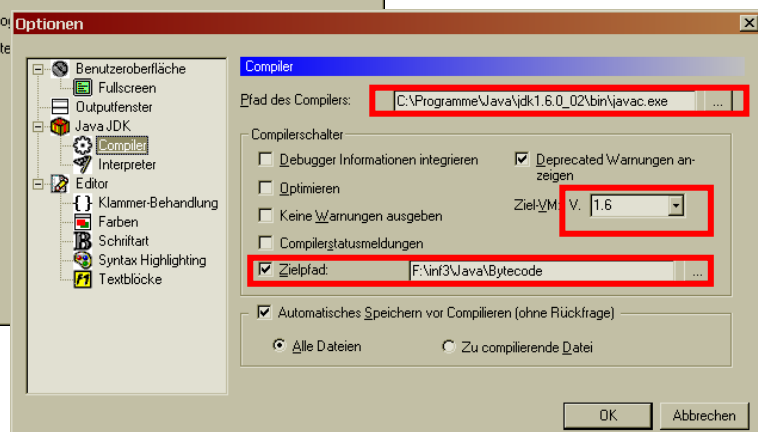 Optionen
Benutzeroberfläche
Fullscreen
Outputfenster
Java JDK
Compiler
Interpreter
Editor
Klammer-Behandlung
Farben
Schriftart
Syntax Highlighting
Textblöcke
Compiler
Pfad des Compilers: C:\Programme\Java\jdk1.6.0_02\bin\javac.exe ...
Compilerschalter
Debugger Informationen integrieren
Optimieren
Keine Warnungen ausgeben
Compilerstatusmeldungen
Deprecated Warnungen an-
zeigen
Ziel-VM: V. 1.6
Zielpfad: F:\inf3\Java\Bytecode ...
Automatisches Speichern vor Compilieren (ohne Rückfrage)
Alle Dateien Zu compilierende Datei
OK Abbrechen